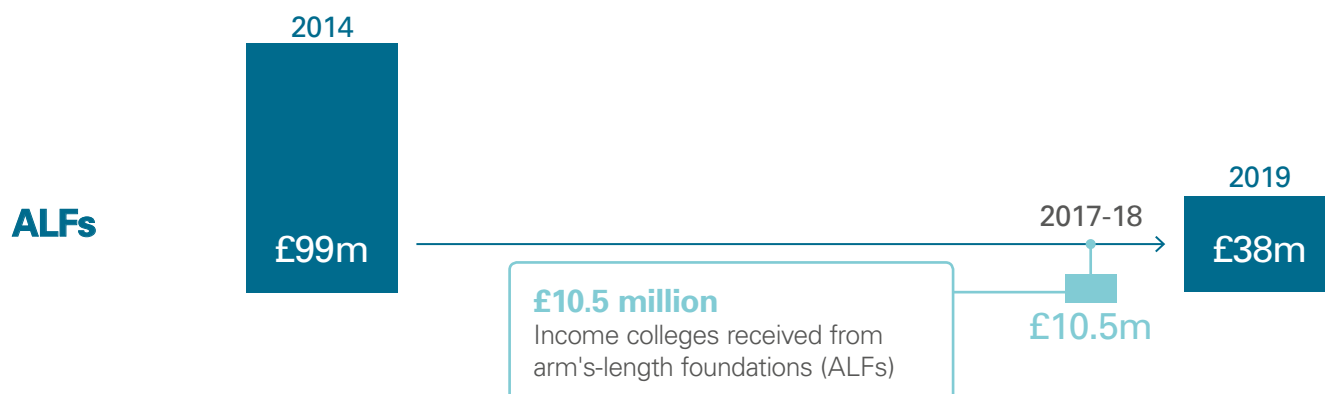 2014
2019
2017-18
ALFs
£99m
£38m
£10.5 million
Income colleges received from
arm's-length foundations (ALFs)
£10.5m